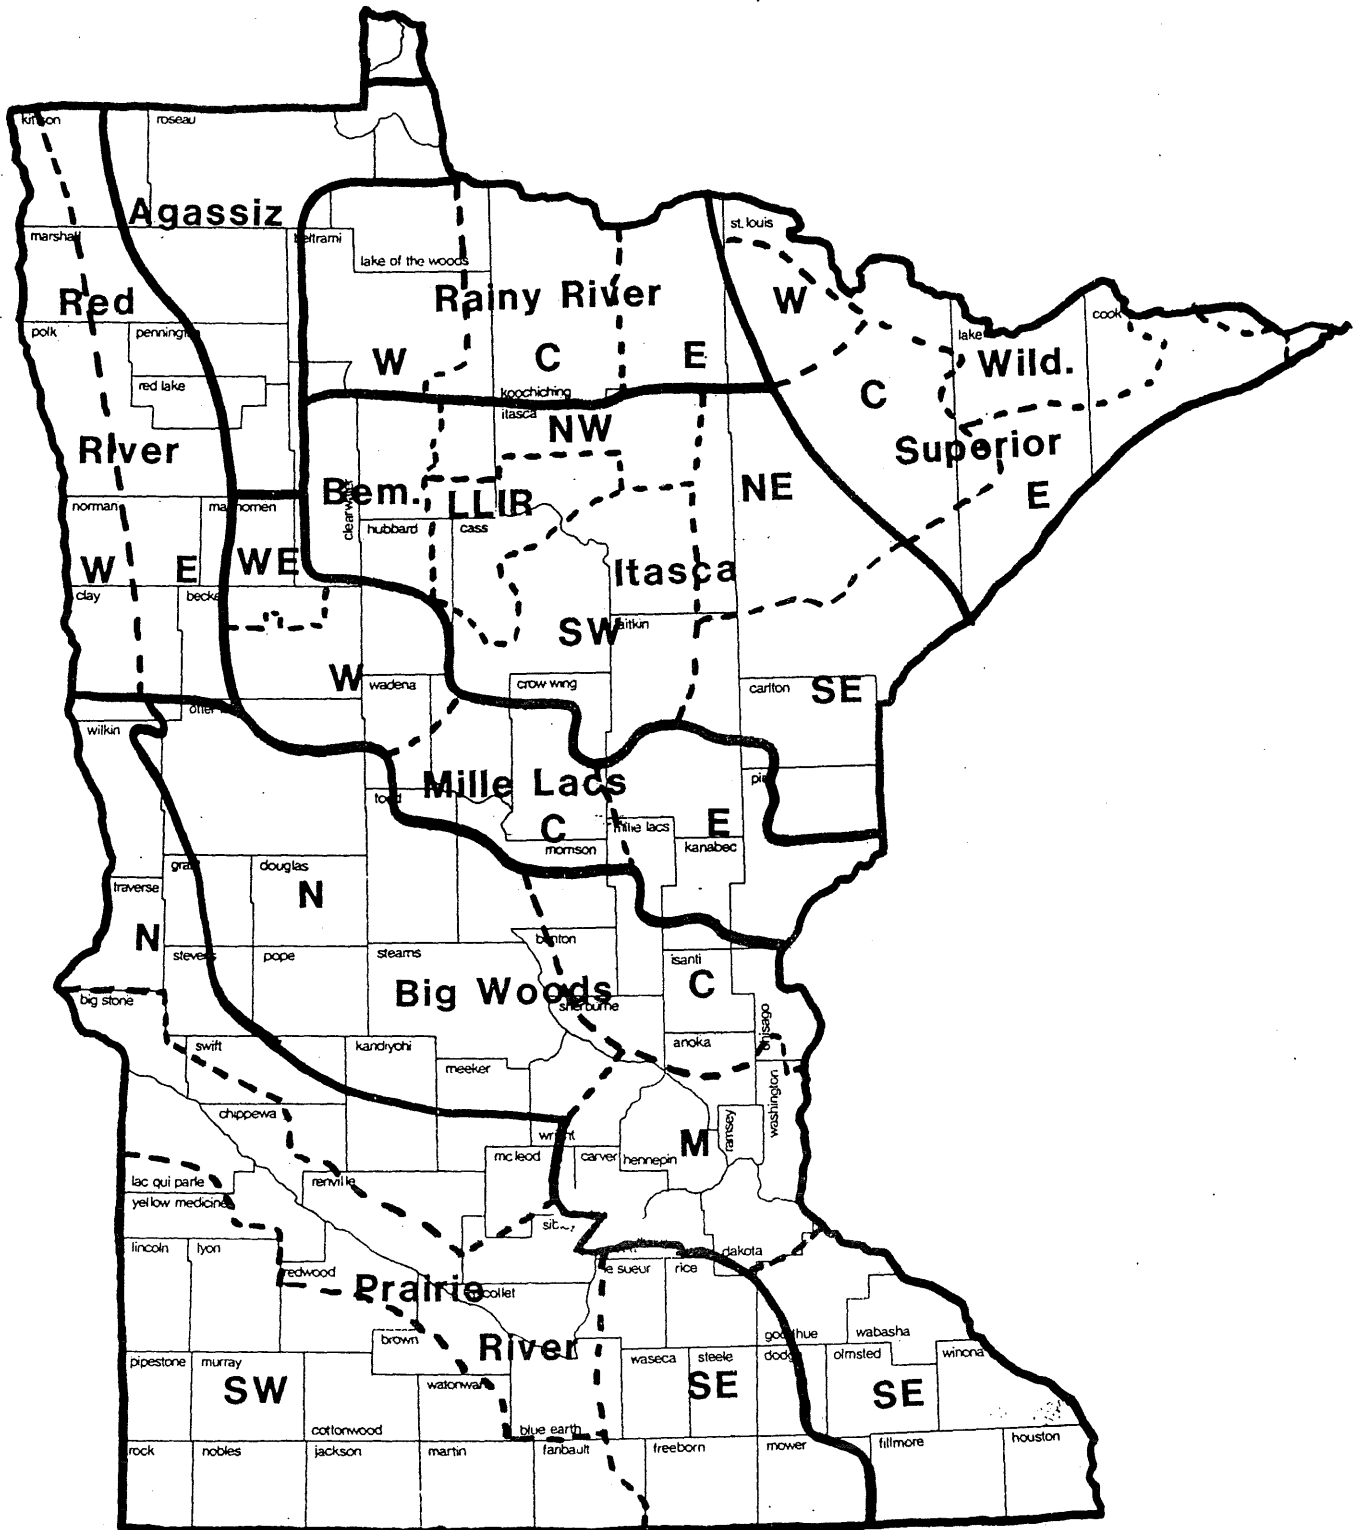 roseau
Agassiz
marshall
beltrami
st. louis
lake of the woods
Red
Rainy River
W
cook
lake
Wild.
polk
pennington
W
C
E
red lake
koochiching
itasca
C
NW
River
Superior
Bem.
LLIR
NE
E
norman
clearwater
hubbard
cass
W
E
WE
Itasca
clay
SW
aitkin
W
wadena
crow wing
carlton
SE
wilkin
Mille Lacs
C
mille lacs
E
morrison
kanabec
grant
douglas
traverse
N
N
stevens
pope
stearns
benton
isanti
Big Woods
C
big stone
sherburne
chisago
swift
kandiyohi
anoka
meeker
washington
chippewa
ramsey
wright
M
mc leod
carver
hennepin
lac qui parle
renville
yellow medicine
lincoln
lyon
dakota
redwood
le sueur
rice
Prairie
River
brown
wabasha
pipestone
murray
waseca
steele
dodge
olmsted
winona
SW
watonwan
SE
SE
cottonwood
blue earth
rock
nobles
jackson
martin
faribault
freeborn
mower
fillmore
houston